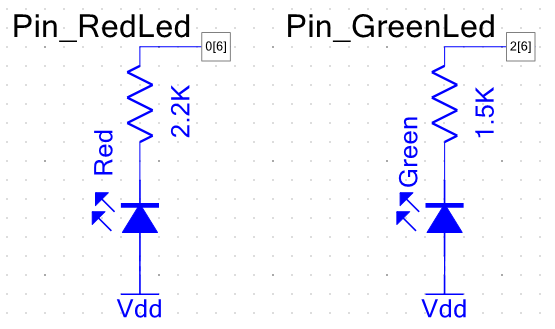 Pin_RedLed
0[6]
2.2K
Red
Vdd
Pin_GreenLed
2[6]
1.5K
Green
Vdd